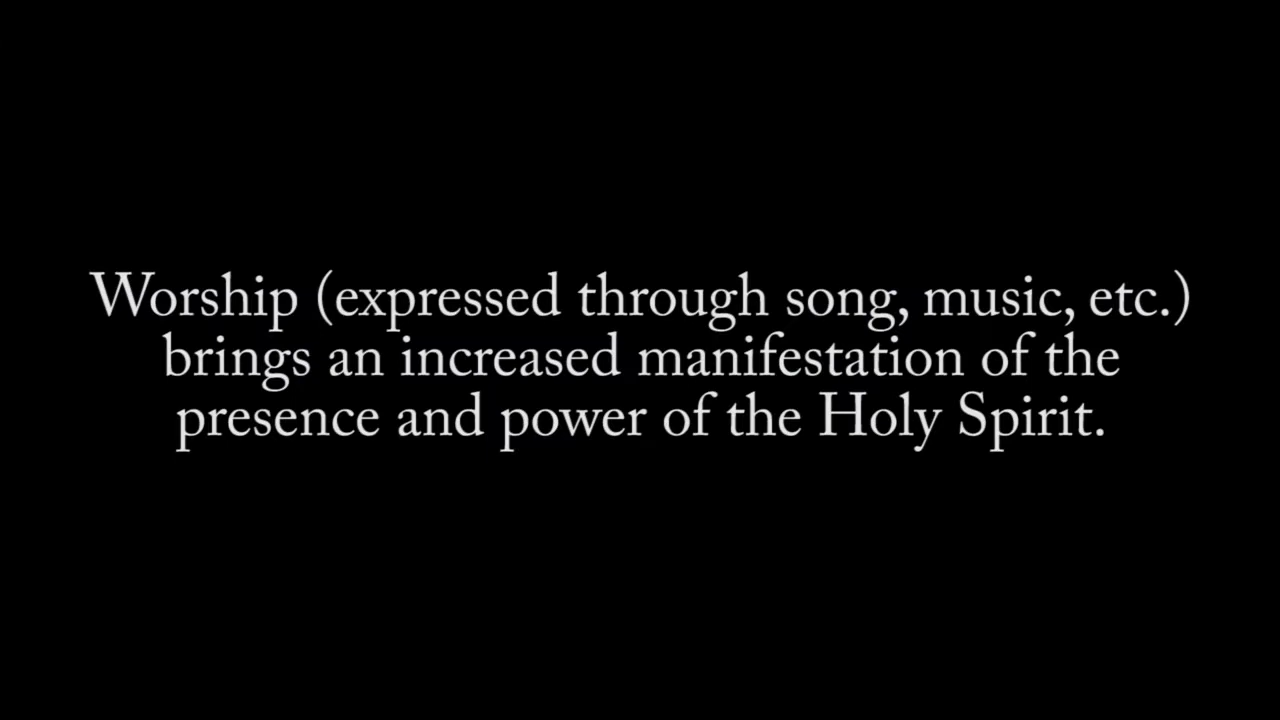 Worship (expressed through song, music, etc.)
brings an increased manifestation of the
presence and power of the Holy Spirit.